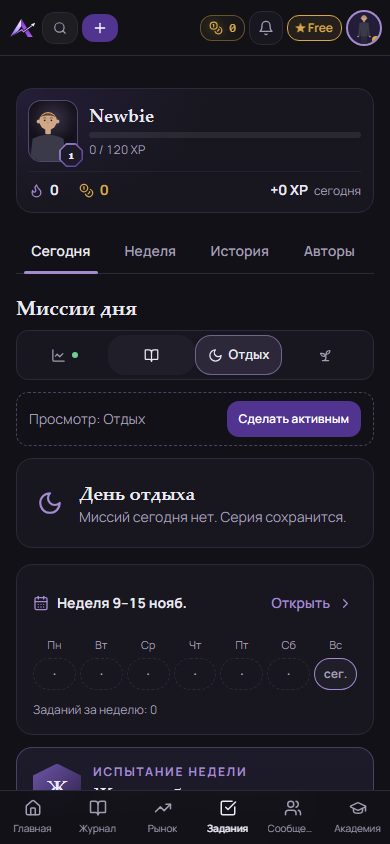 0
Free
Newbie
1
0 / 120 XP
0
0
+0 XP сегодня
Сегодня
Неделя
История
Авторы
Миссии дня
Отдых
Просмотр: Отдых
Сделать активным
День отдыха
Миссий сегодня нет. Серия сохранится.
Неделя 9–15 нояб.
Открыть
Пн Вт Ср Чт Пт Сб Вс
· · · · · · сег.
Заданий за неделю: 0
ИСПЫТАНИЕ НЕДЕЛИ
Ж
Главная
Журнал
Рынок
Задания
Сообще...
Академия